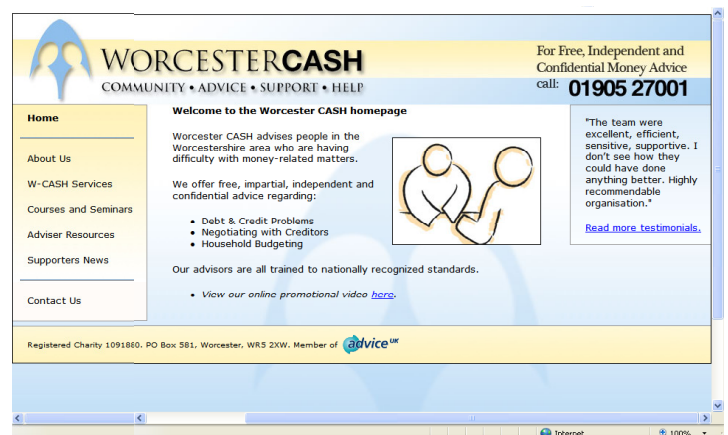 WORCESTERCASH
COMMUNITY • ADVICE • SUPPORT • HELP
For Free, Independent and
Confidential Money Advice
call: 01905 27001
Home
About Us
W-CASH Services
Courses and Seminars
Adviser Resources
Supporters News
Contact Us
Welcome to the Worcester CASH homepage
Worcester CASH advises people in the
Worcestershire area who are having
difficulty with money-related matters.
We offer free, impartial, independent and
confidential advice regarding:
• Debt & Credit Problems
• Negotiating with Creditors
• Household Budgeting
Our advisors are all trained to nationally recognized standards.
• View our online promotional video here.
"The team were
excellent, efficient,
sensitive, supportive. I
don't see how they
could have done
anything better. Highly
recommendable
organisation."
Read more testimonials.
Registered Charity 1091880. PO Box 581, Worcester, WR5 2XW. Member of adviceUK
Internet 100%